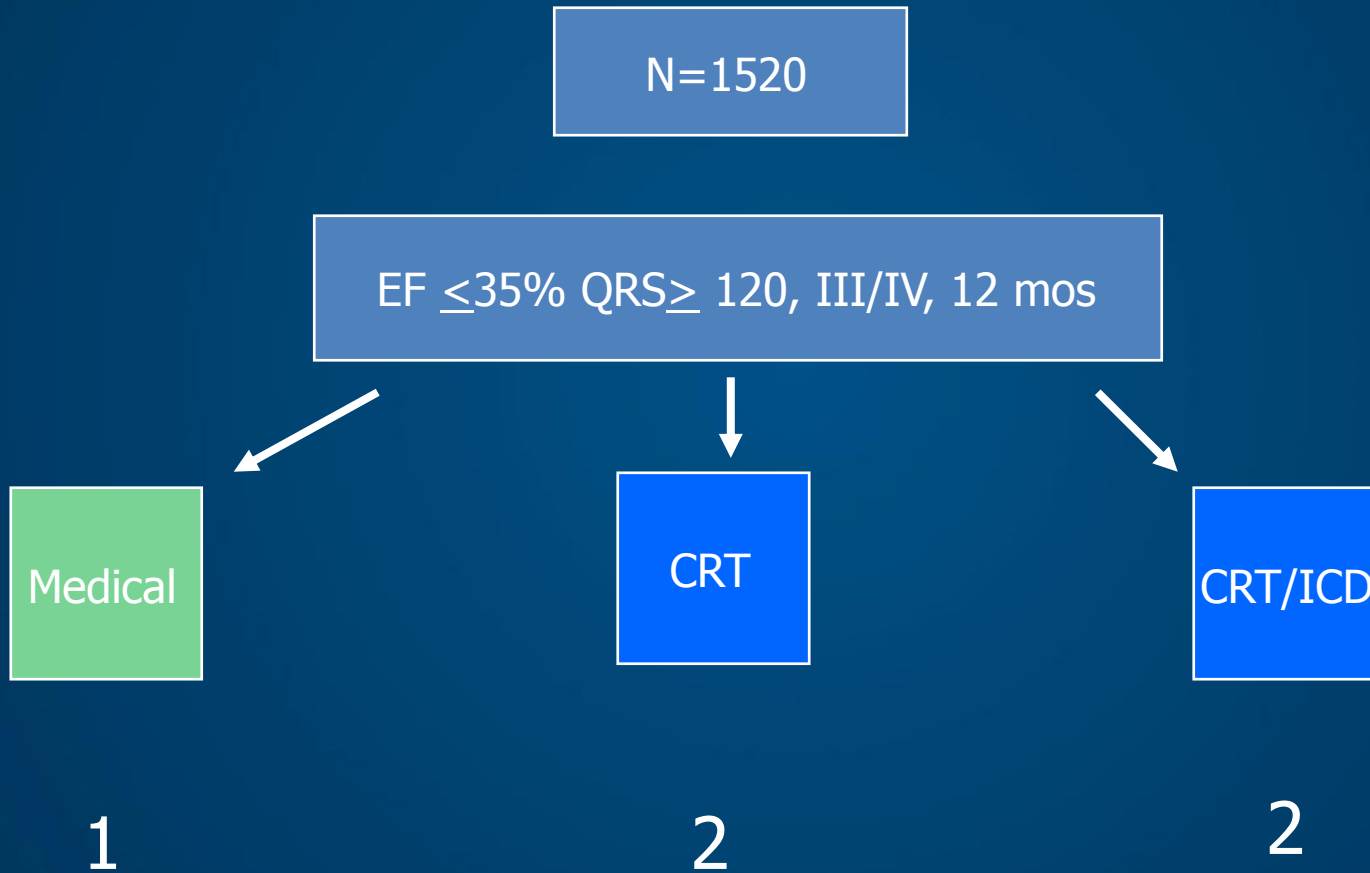 N=1520
EF <35% QRS> 120, III/IV, 12 mos
Medical
CRT
CRT/ICD
1
2
2